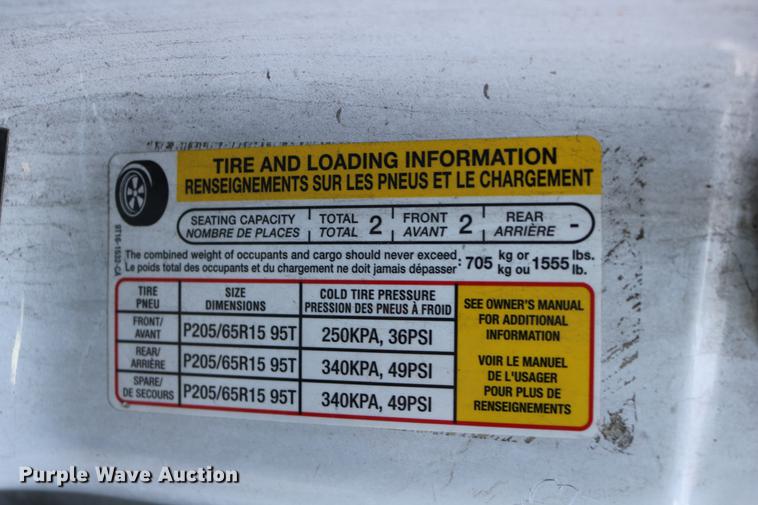 TIRE AND LOADING INFORMATION
RENSEIGNEMENTS SUR LES PNEUS ET LE CHARGEMENT
SEATING CAPACITY | TOTAL 2 | FRONT 2 | REAR -
NOMBRE DE PLACES | TOTAL | AVANT | ARRIÈRE
The combined weight of occupants and cargo should never exceed : 705 kg or 1555 lbs.
Le poids total des occupants et du chargement ne doit jamais dépasser kg ou lb.
TIRE PNEU
SIZE DIMENSIONS
COLD TIRE PRESSURE
PRESSION DES PNEUS À FROID
FRONT/ AVANT P205/65R15 95T 250KPA, 36PSI
REAR/ ARRIÈRE P205/65R15 95T 340KPA, 49PSI
SPARE/ DE SECOURS P205/65R15 95T 340KPA, 49PSI
SEE OWNER'S MANUAL
FOR ADDITIONAL
INFORMATION
VOIR LE MANUEL
DE L'USAGER
POUR PLUS DE
RENSEIGNEMENTS
Purple Wave Auction